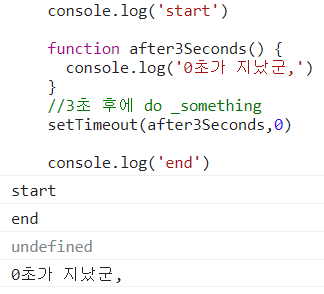 console.log('start')
function after3Seconds() {
console.log('0초가 지났군,')
}
//3초 후에 do _something
setTimeout(after3Seconds,0)
console.log('end')
start
end
undefined
0초가 지났군,